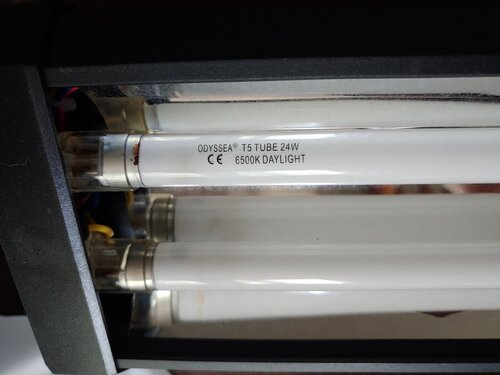 ODYSSEA® T5 TUBE 24W
CE 6500K DAYLIGHT